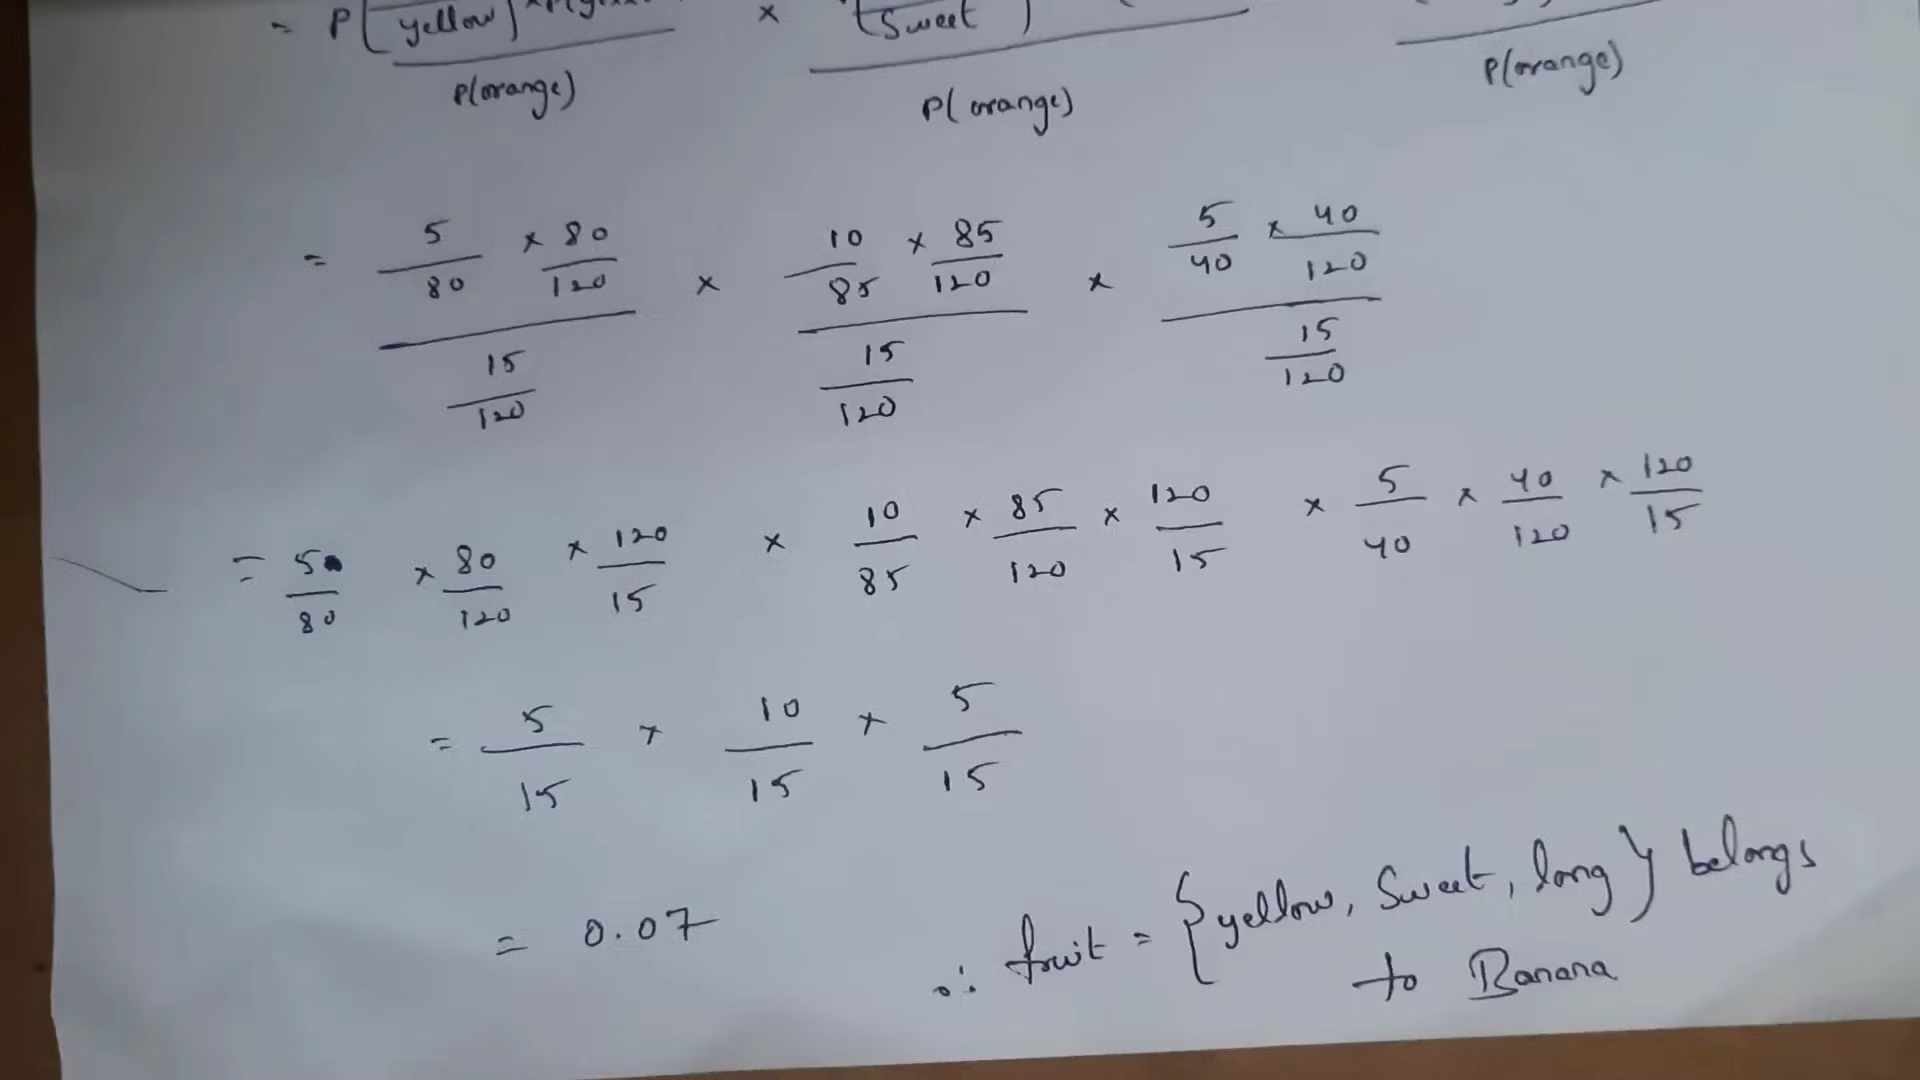 = P( yellow ) × (Sweet )
P(orange) P(orange) P(orange)
= 5/80 × 80/120 / 15/120 × 10/85 × 85/120 / 15/120 × 5/40 × 40/120 / 15/120
= 5/80 × 80/120 × 120/15 × 10/85 × 85/120 × 120/15 × 5/40 × 40/120 × 120/15
= 5/15 × 10/15 × 5/15
= 0.07
∴ fruit = {yellow, Sweet, long} belongs
to Banana